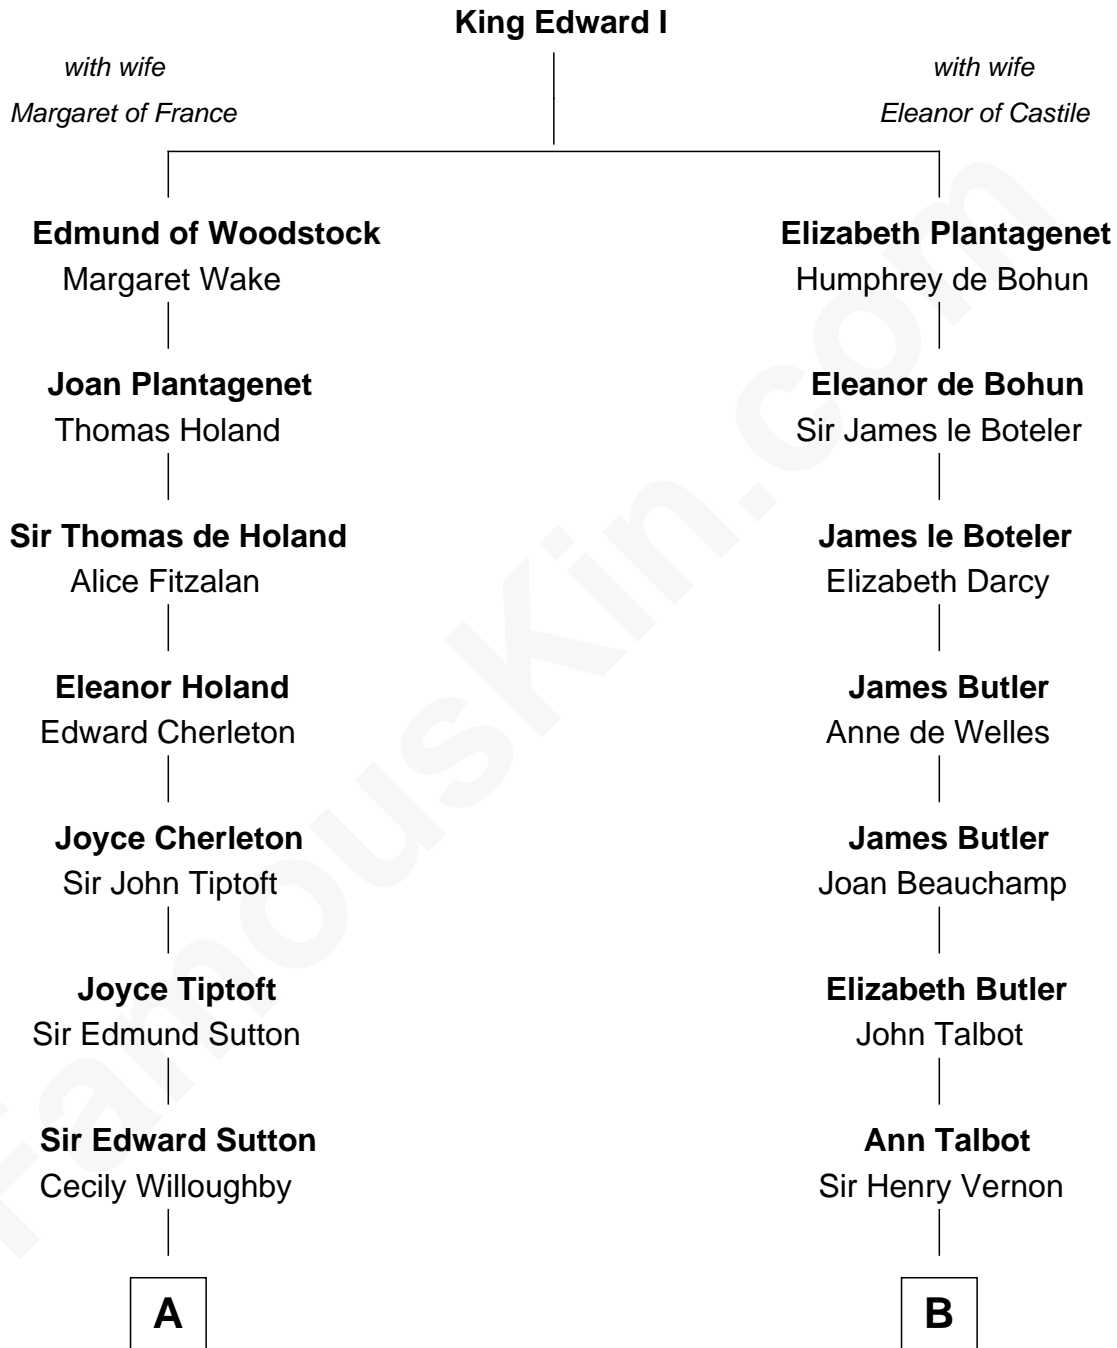 King Edward I
with wife
Margaret of France
with wife
Eleanor of Castile
Edmund of Woodstock
Margaret Wake
Elizabeth Plantagenet
Humphrey de Bohun
Joan Plantagenet
Thomas Holand
Eleanor de Bohun
Sir James le Boteler
Sir Thomas de Holand
Alice Fitzalan
James le Boteler
Elizabeth Darcy
Eleanor Holand
Edward Cherleton
James Butler
Anne de Welles
Joyce Cherleton
Sir John Tiptoft
James Butler
Joan Beauchamp
Joyce Tiptoft
Sir Edmund Sutton
Elizabeth Butler
John Talbot
Sir Edward Sutton
Cecily Willoughby
Ann Talbot
Sir Henry Vernon
A
B
FamousKin.com